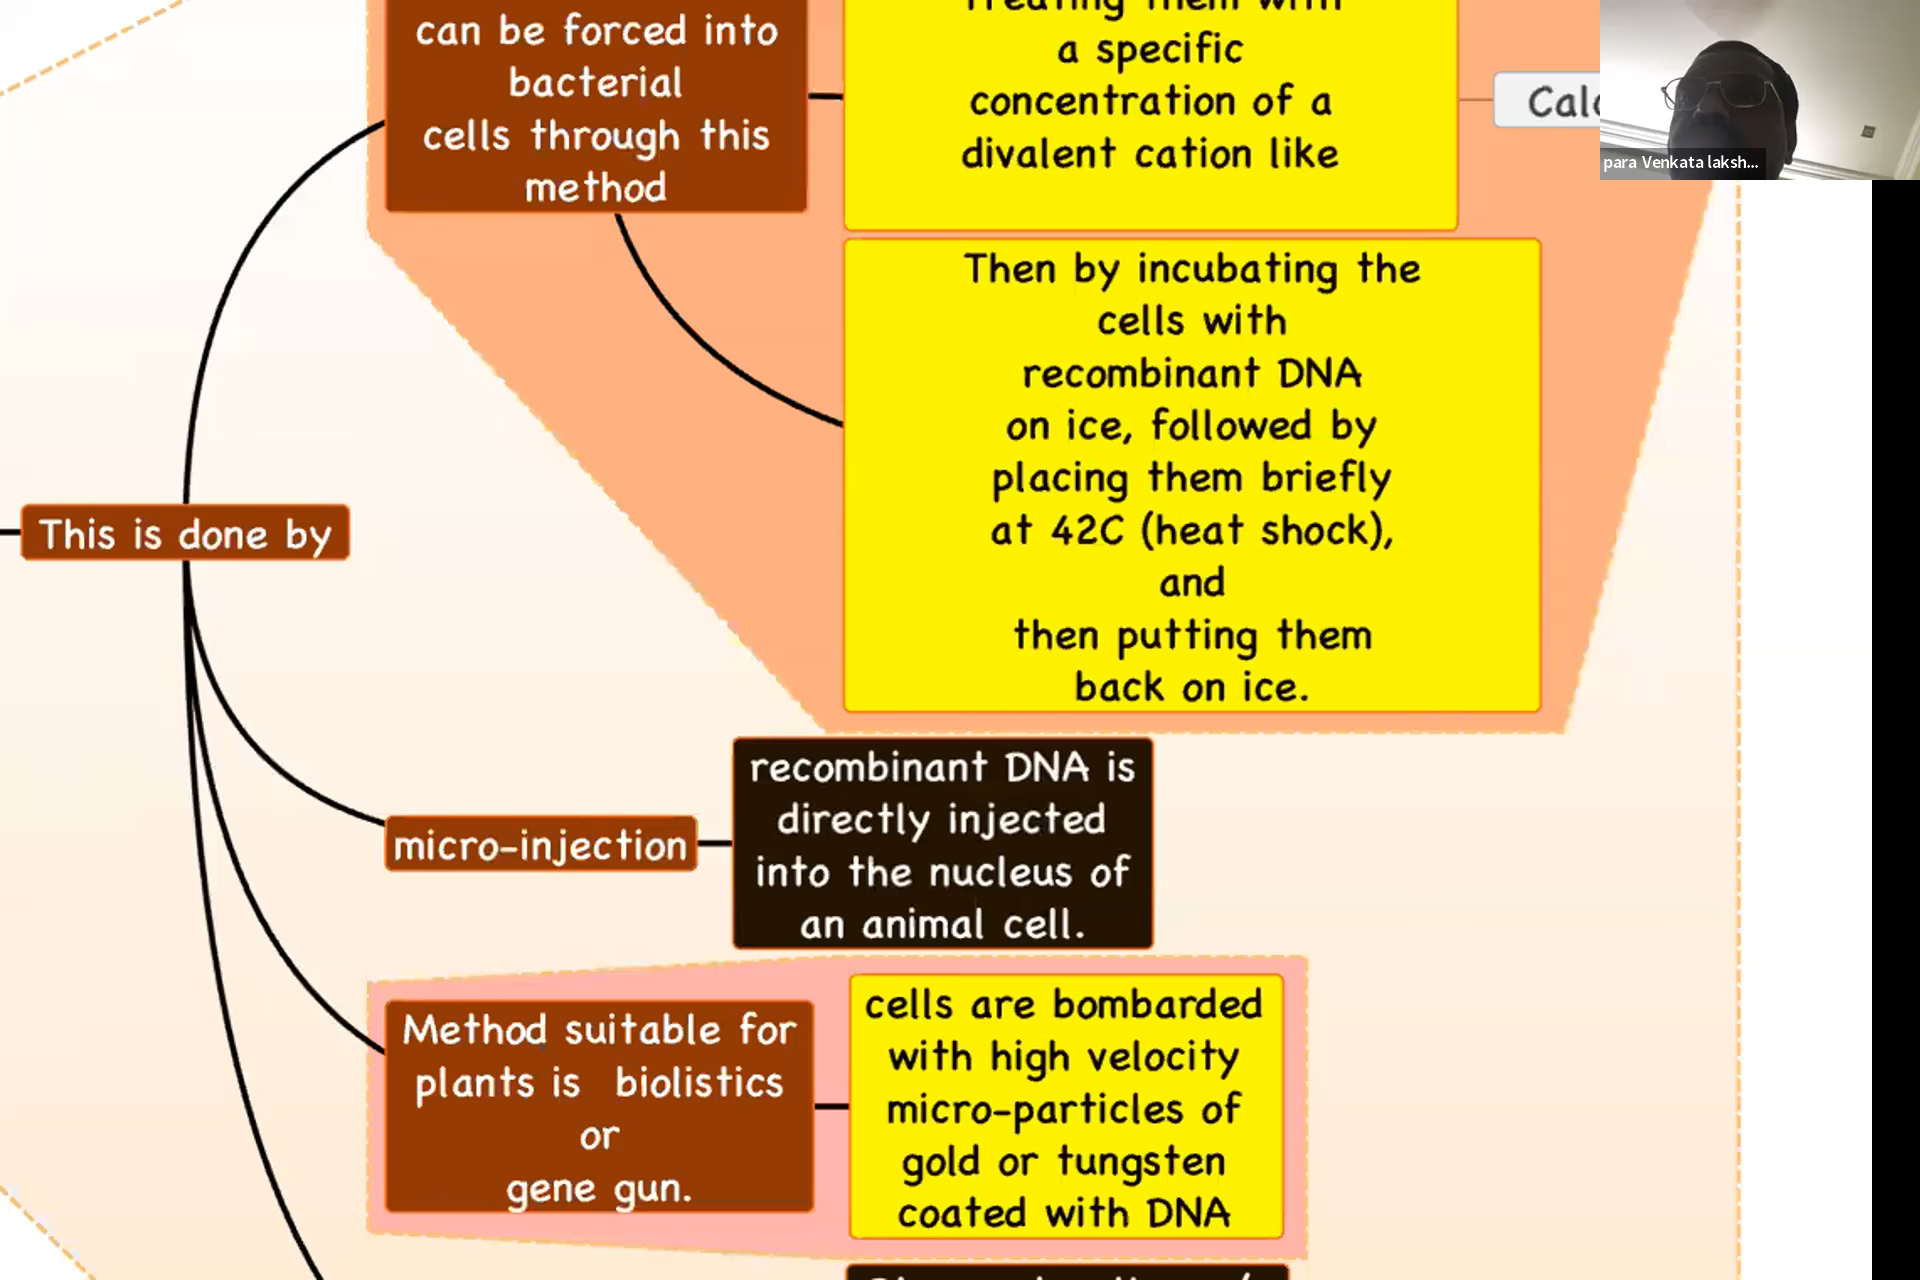 can be forced into
bacterial
cells through this
method
Treating them with
a specific
concentration of a
divalent cation like
para Venkata laksh...
Then by incubating the
cells with
recombinant DNA
on ice, followed by
placing them briefly
at 42C (heat shock),
and
then putting them
back on ice.
This is done by
micro-injection
recombinant DNA is
directly injected
into the nucleus of
an animal cell.
Method suitable for
plants is biolistics
or
gene gun.
cells are bombarded
with high velocity
micro-particles of
gold or tungsten
coated with DNA